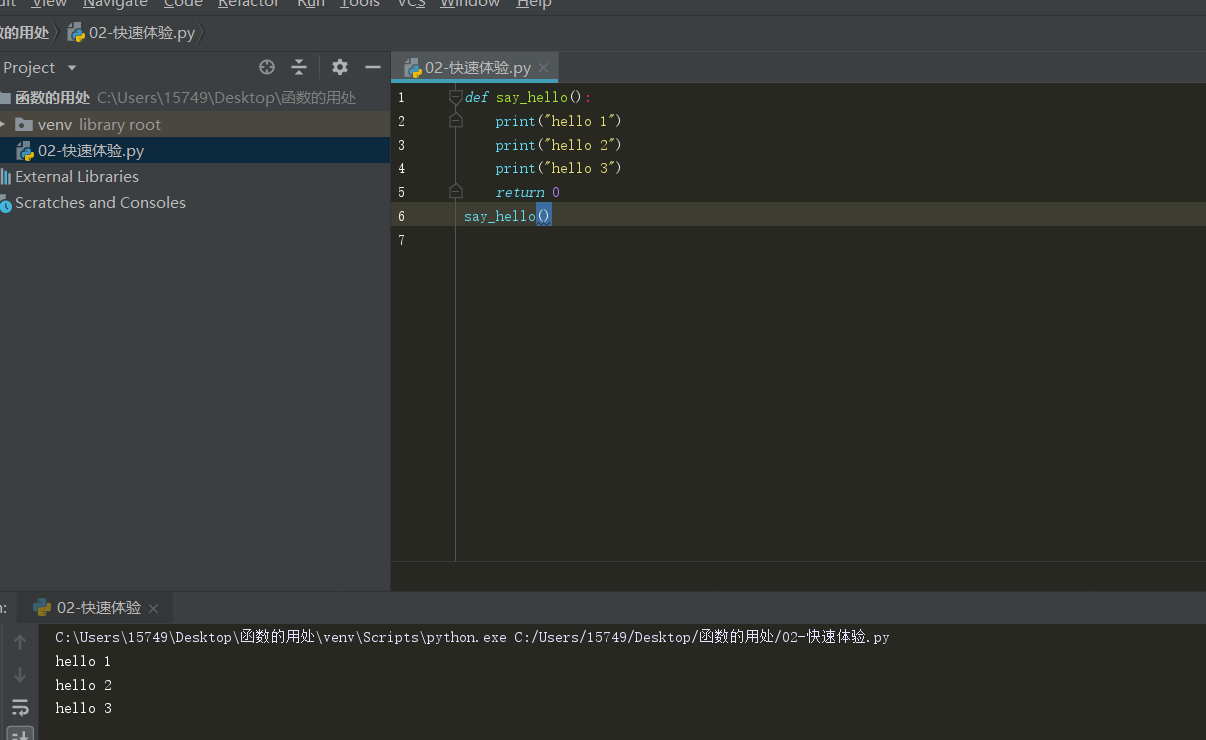 View Navigate Code Refactor Run Tools VCS Window Help
的用处 02-快速体验.py
Project
02-快速体验.py
函数的用处 C:\Users\15749\Desktop\函数的用处
venv library root
02-快速体验.py
External Libraries
Scratches and Consoles
1 def say_hello():
2 print("hello 1")
3 print("hello 2")
4 print("hello 3")
5 return 0
6 say_hello()
7
02-快速体验
C:\Users\15749\Desktop\函数的用处\venv\Scripts\python.exe C:/Users/15749/Desktop/函数的用处/02-快速体验.py
hello 1
hello 2
hello 3